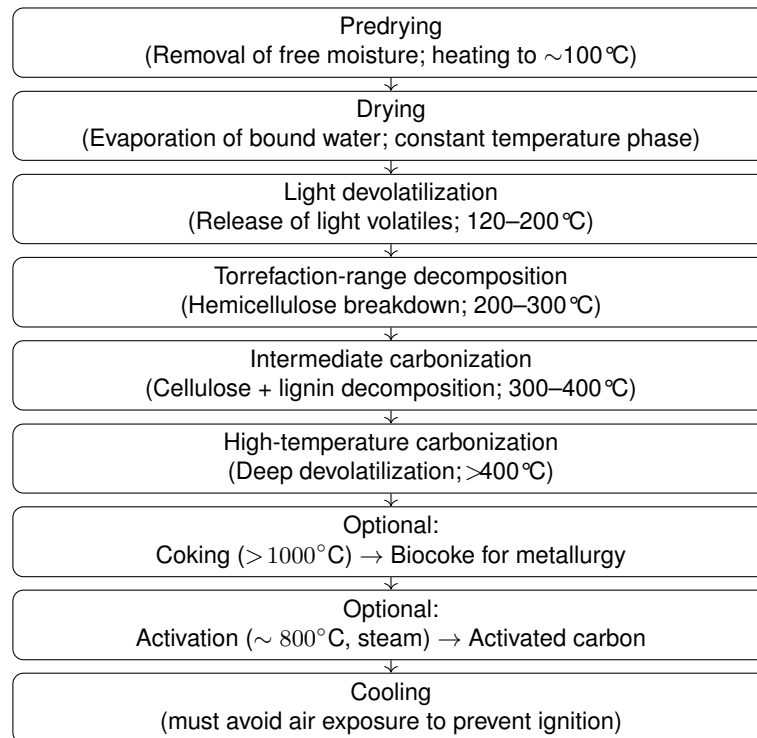 Predrying
(Removal of free moisture; heating to ∼100°C)
Drying
(Evaporation of bound water; constant temperature phase)
Light devolatilization
(Release of light volatiles; 120–200°C)
Torrefaction-range decomposition
(Hemicellulose breakdown; 200–300°C)
Intermediate carbonization
(Cellulose + lignin decomposition; 300–400°C)
High-temperature carbonization
(Deep devolatilization; >400°C)
Optional:
Coking (> 1000°C) → Biocoke for metallurgy
Optional:
Activation (∼ 800°C, steam) → Activated carbon
Cooling
(must avoid air exposure to prevent ignition)